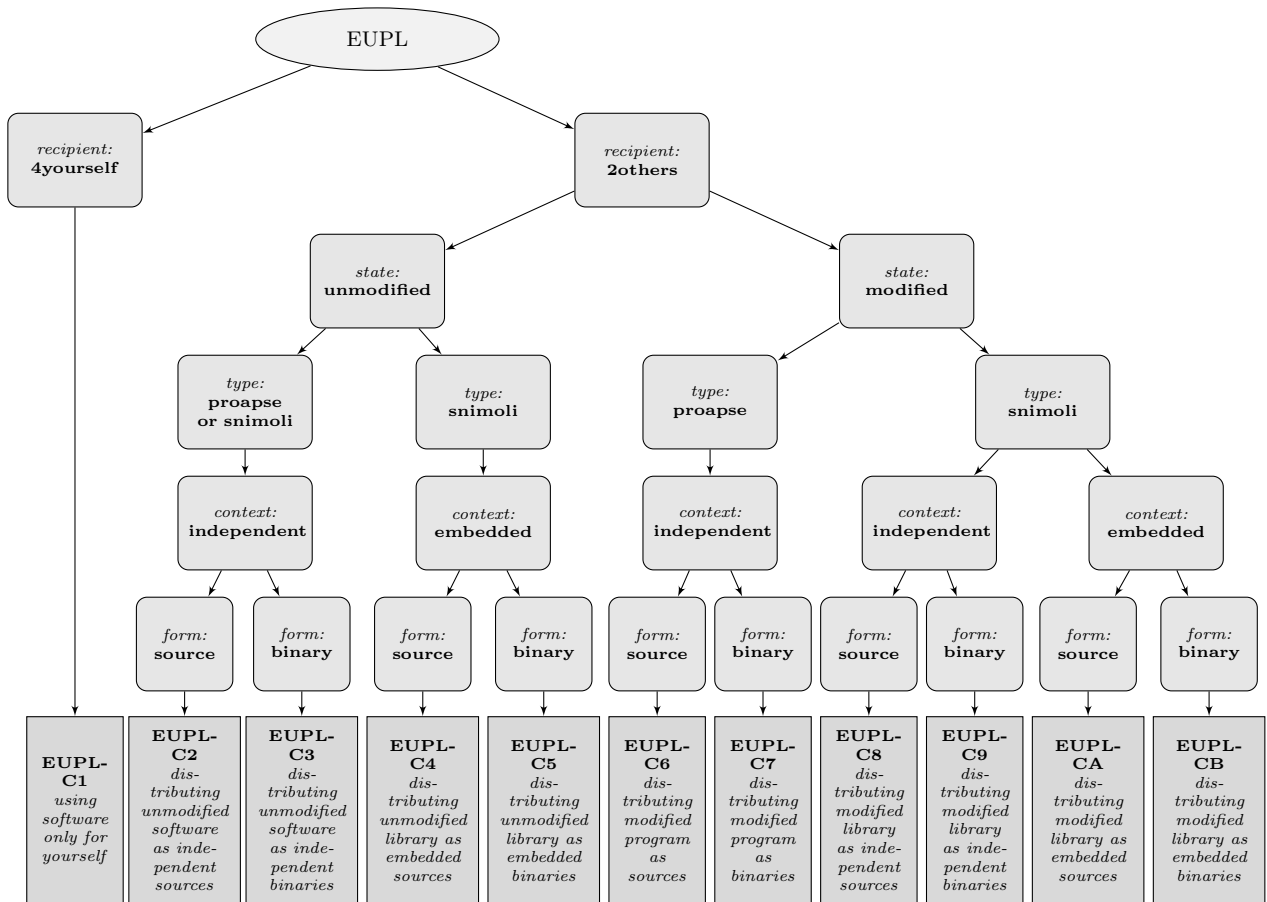 EUPL
recipient:
4yourself
recipient:
2others
state:
unmodified
state:
modified
type:
proapse
or snimoli
type:
snimoli
type:
proapse
type:
snimoli
context:
independent
context:
embedded
context:
independent
context:
independent
context:
embedded
form:
source
form:
binary
form:
source
form:
binary
form:
source
form:
binary
form:
source
form:
binary
form:
source
form:
binary
EUPL-
C1
using
software
only for
yourself
EUPL-
C2
dis-
tributing
unmodified
software
as inde-
pendent
sources
EUPL-
C3
dis-
tributing
unmodified
software
as inde-
pendent
binaries
EUPL-
C4
dis-
tributing
unmodified
library as
embedded
sources
EUPL-
C5
dis-
tributing
unmodified
library as
embedded
binaries
EUPL-
C6
dis-
tributing
modified
program
as
sources
EUPL-
C7
dis-
tributing
modified
program
as
binaries
EUPL-
C8
dis-
tributing
modified
library
as inde-
pendent
sources
EUPL-
C9
dis-
tributing
modified
library
as inde-
pendent
binaries
EUPL-
CA
dis-
tributing
modified
library as
embedded
sources
EUPL-
CB
dis-
tributing
modified
library as
embedded
binaries